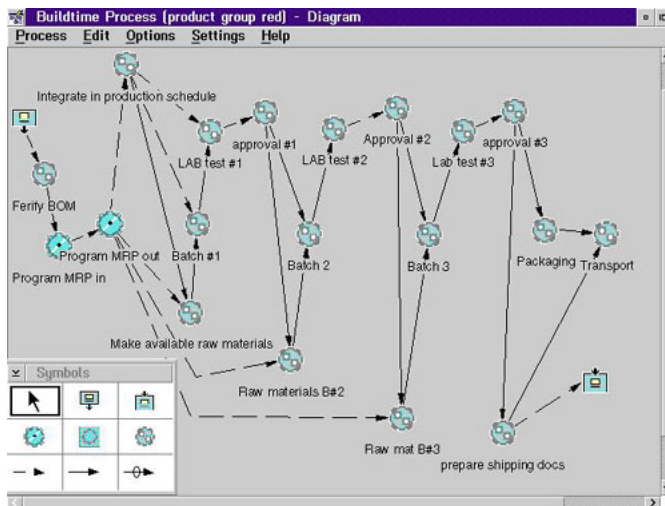 Buildtime Process (product group red) - Diagram
Process Edit Options Settings Help
Integrate in production schedule
LAB test #1
approval #1
LAB test #2
Approval #2
Lab test #3
approval #3
Ferify BOM
Program MRP out
Program MRP in
Batch #1
Batch 2
Batch 3
Packaging
Transport
Make available raw materials
Raw materials B#2
Raw mat B#3
prepare shipping docs
Symbols